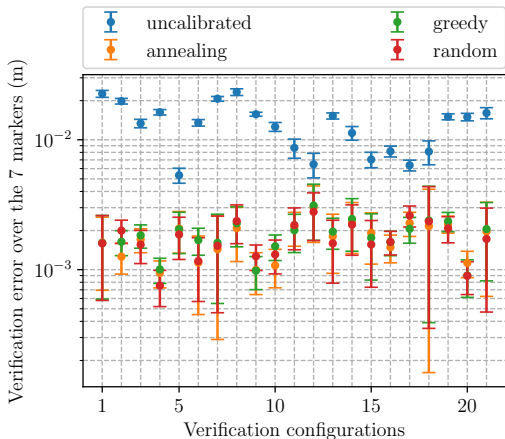 uncalibrated
annealing
greedy
random
Verification error over the 7 markers (m)
10⁻²
10⁻³
1
5
10
15
20
Verification configurations